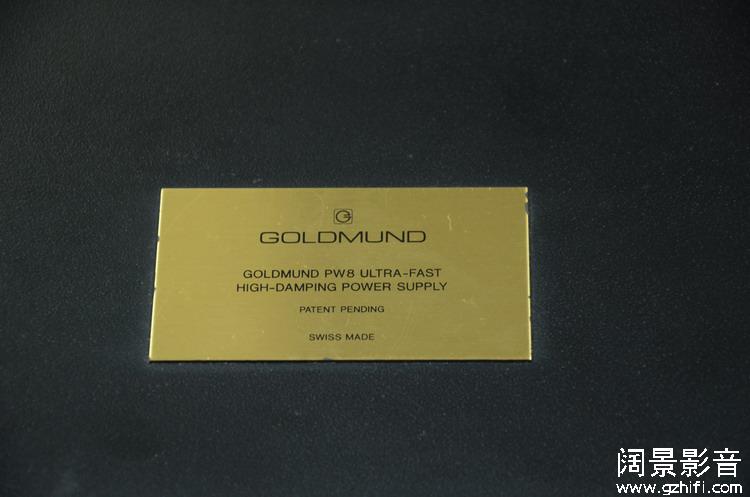 GOLDMUND
GOLDMUND PW8 ULTRA-FAST
HIGH-DAMPING POWER SUPPLY
PATENT PENDING
SWISS MADE
阔景影音
www.gzhifi.com